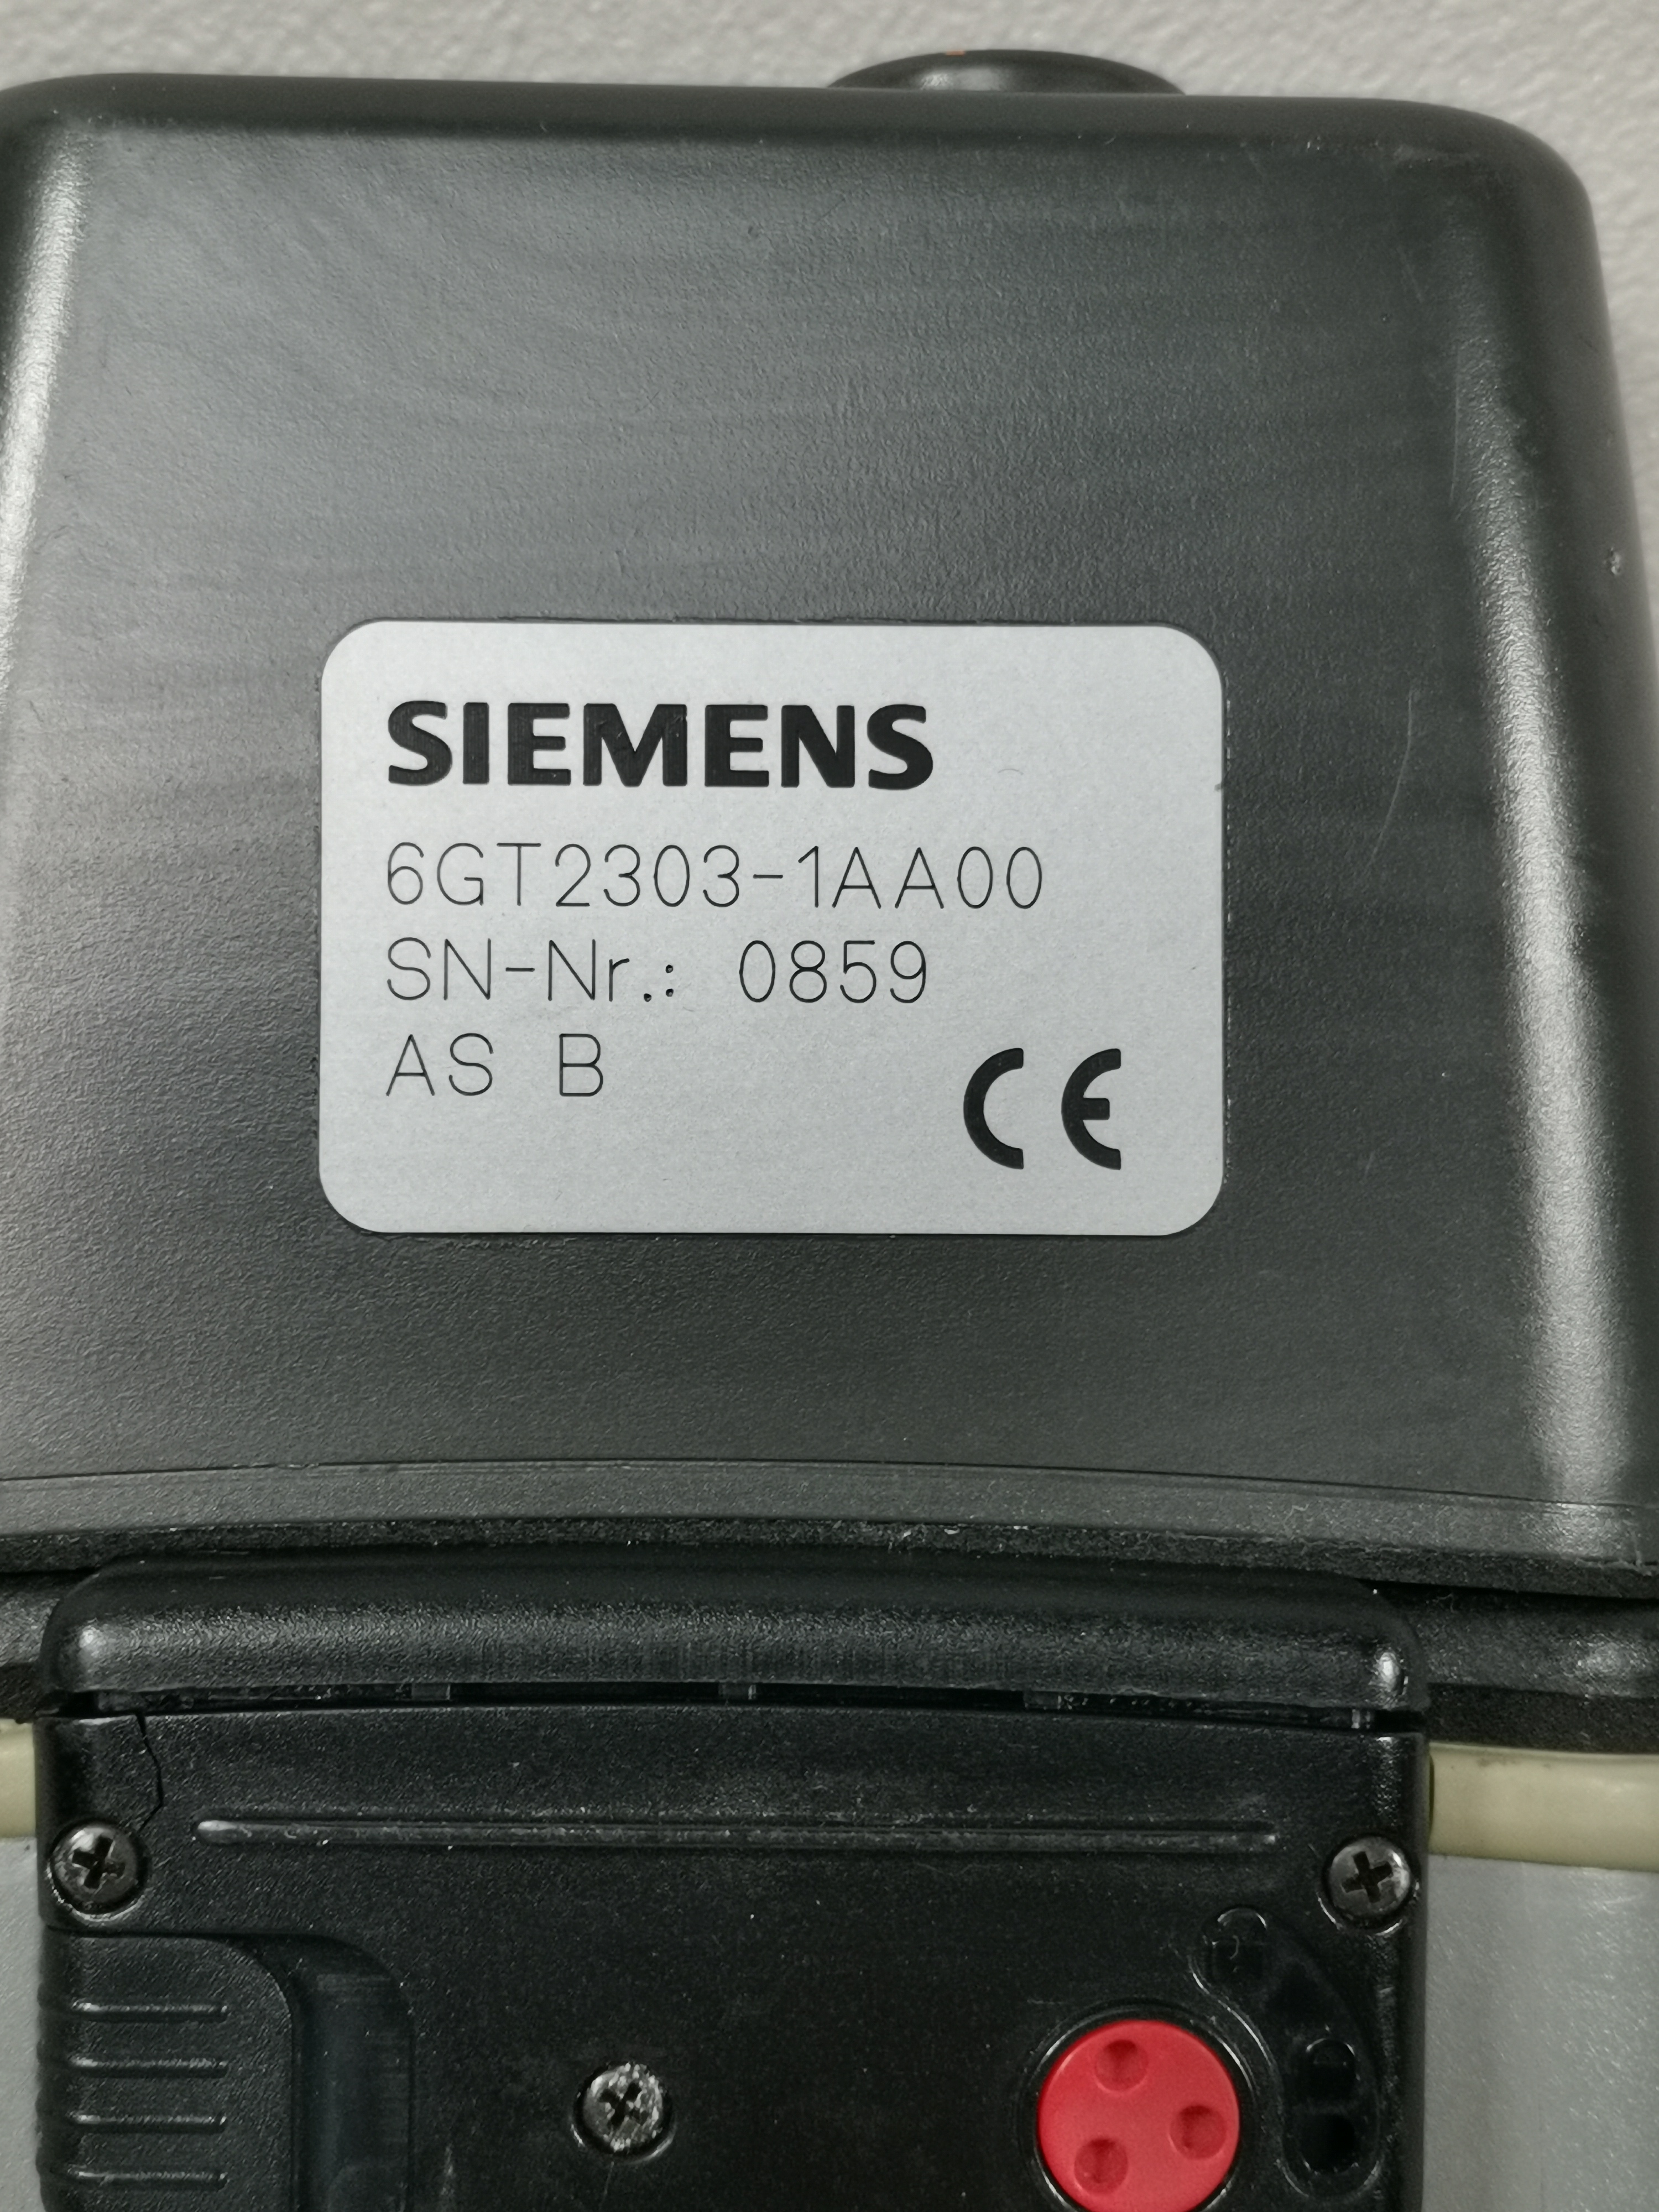 SIEMENS
6GT2303-1AA00
SN-Nr.: 0859
AS B
CE